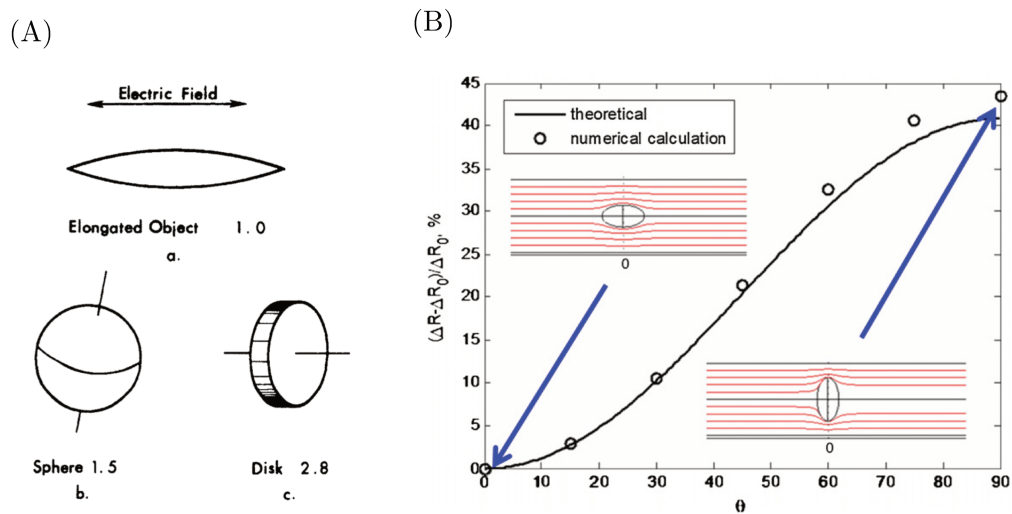 (A)
Electric Field
Elongated Object 1.0
a.
Sphere 1.5
b.
Disk 2.8
c.
(B)
(ΔR-ΔR0)/ΔR0, %
45
40
35
30
25
20
15
10
5
0
theoretical
numerical calculation
0
0
0 10 20 30 40 50 60 70 80 90
θ